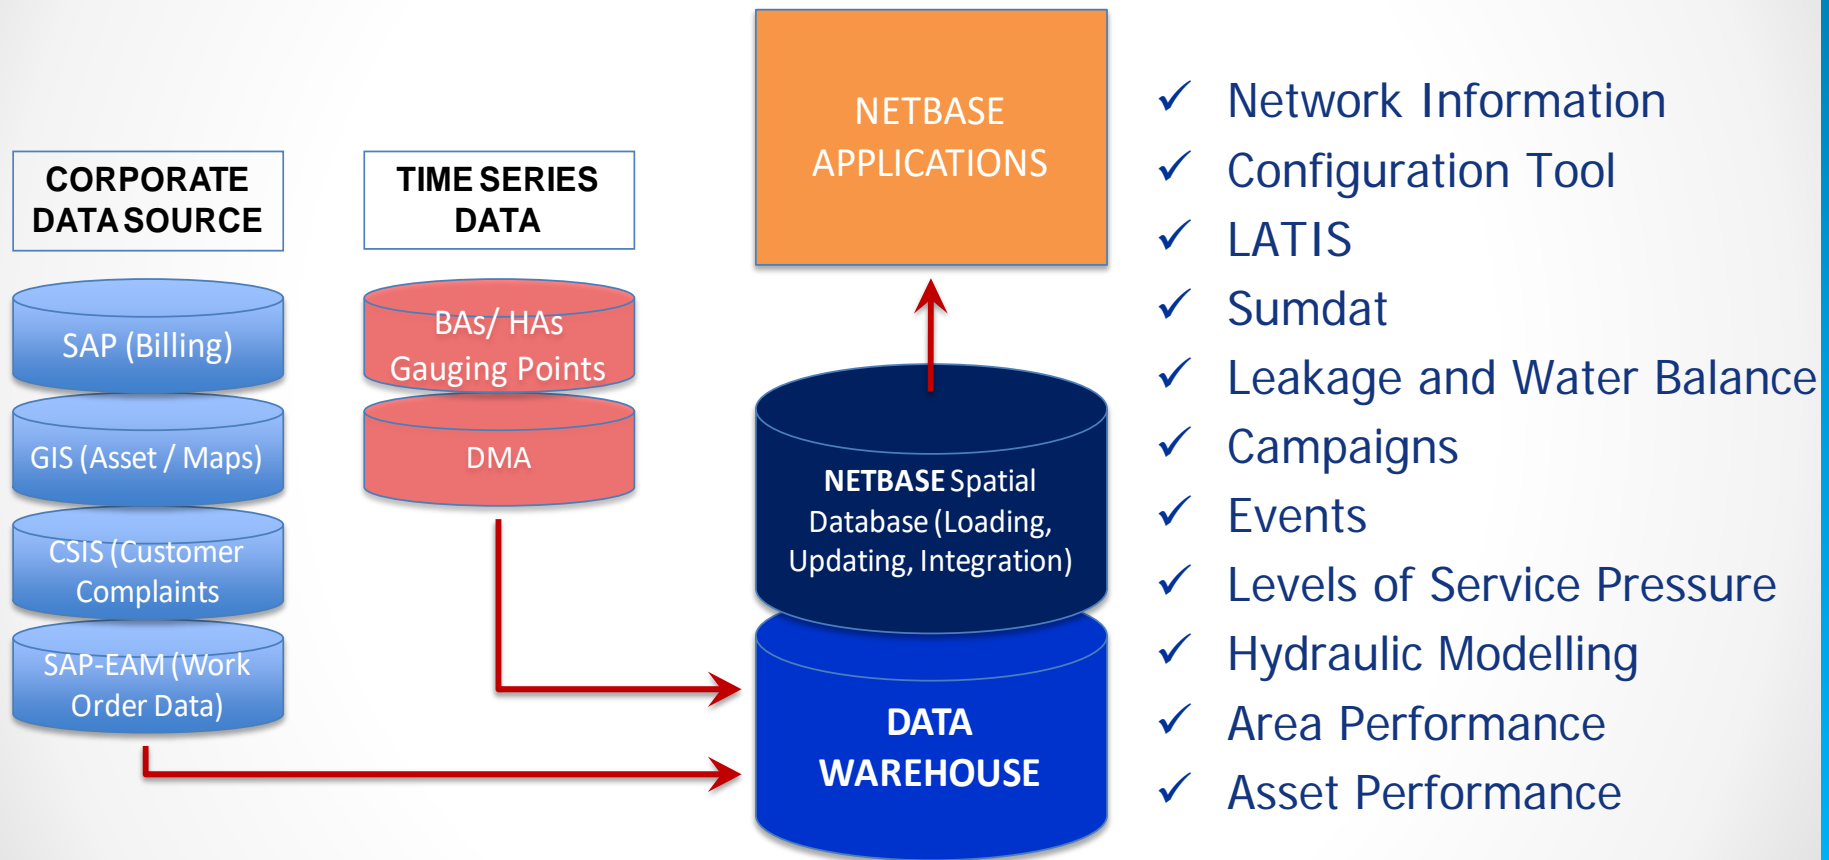 CORPORATE
DATA SOURCE
SAP (Billing)
GIS (Asset / Maps)
CSIS (Customer
Complaints
SAP-EAM (Work
Order Data)
TIME SERIES
DATA
BAs/ HAs
Gauging Points
DMA
NETBASE
APPLICATIONS
NETBASE Spatial
Database (Loading,
Updating, Integration)
DATA
WAREHOUSE
✓ Network Information
✓ Configuration Tool
✓ LATIS
✓ Sumdat
✓ Leakage and Water Balance
✓ Campaigns
✓ Events
✓ Levels of Service Pressure
✓ Hydraulic Modelling
✓ Area Performance
✓ Asset Performance